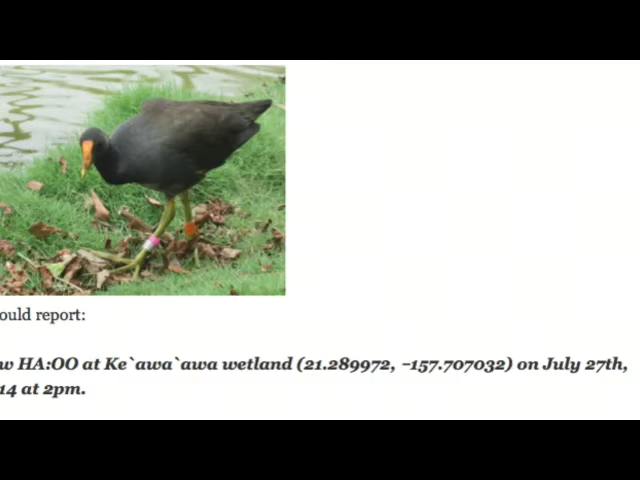 ould report:
w HA:OO at Ke`awa`awa wetland (21.289972, −157.707032) on July 27th,
14 at 2pm.